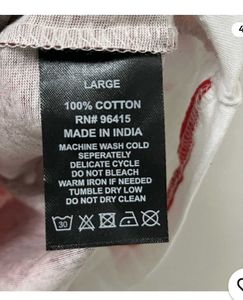 LARGE
100% COTTON
RN# 96415
MADE IN INDIA
MACHINE WASH COLD
SEPERATELY
DELICATE CYCLE
DO NOT BLEACH
WARM IRON IF NEEDED
TUMBLE DRY LOW
DO NOT DRY CLEAN
30